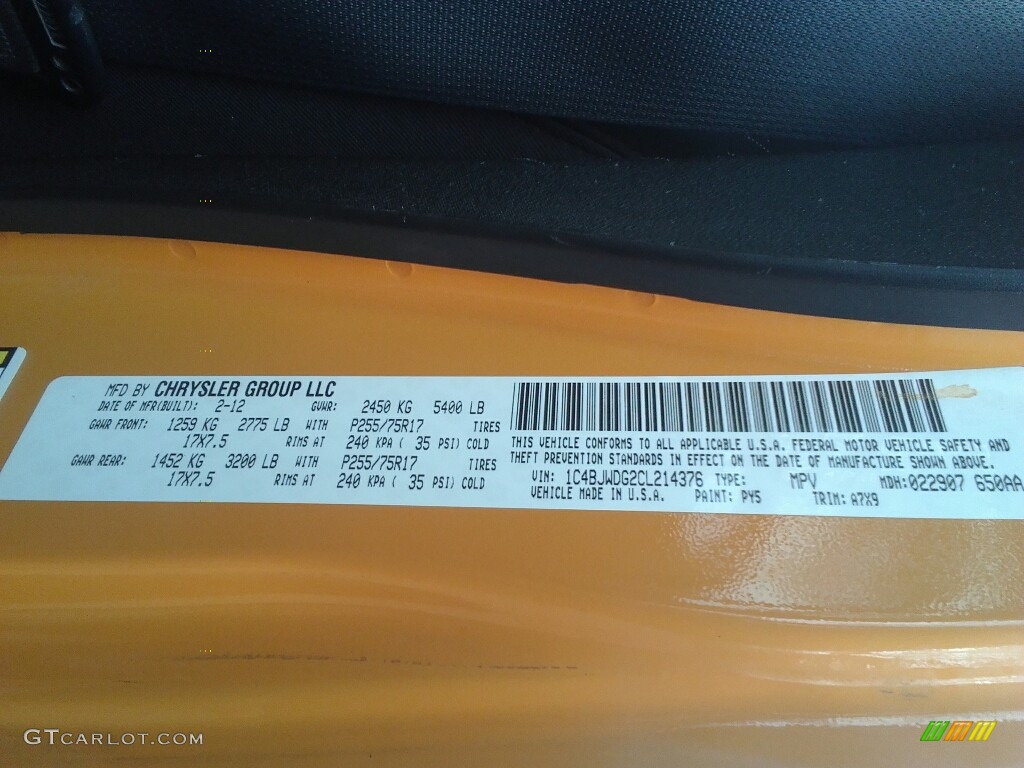 MFD BY CHRYSLER GROUP LLC
DATE OF MFR(BUILT): 2-12 GVWR: 2450 KG 5400 LB
GAWR FRONT: 1259 KG 2775 LB WITH P255/75R17 TIRES
17X7.5 RIMS AT 240 KPA ( 35 PSI) COLD
GAWR REAR: 1452 KG 3200 LB WITH P255/75R17 TIRES
17X7.5 RIMS AT 240 KPA ( 35 PSI) COLD
THIS VEHICLE CONFORMS TO ALL APPLICABLE U.S.A. FEDERAL MOTOR VEHICLE SAFETY AND
THEFT PREVENTION STANDARDS IN EFFECT ON THE DATE OF MANUFACTURE SHOWN ABOVE.
VIN: 1C4BJWDG2CL214376 TYPE: MPV MDH:022907 650AA
VEHICLE MADE IN U.S.A. PAINT: PY5 TRIM: A7X9
GTCARLOT.COM